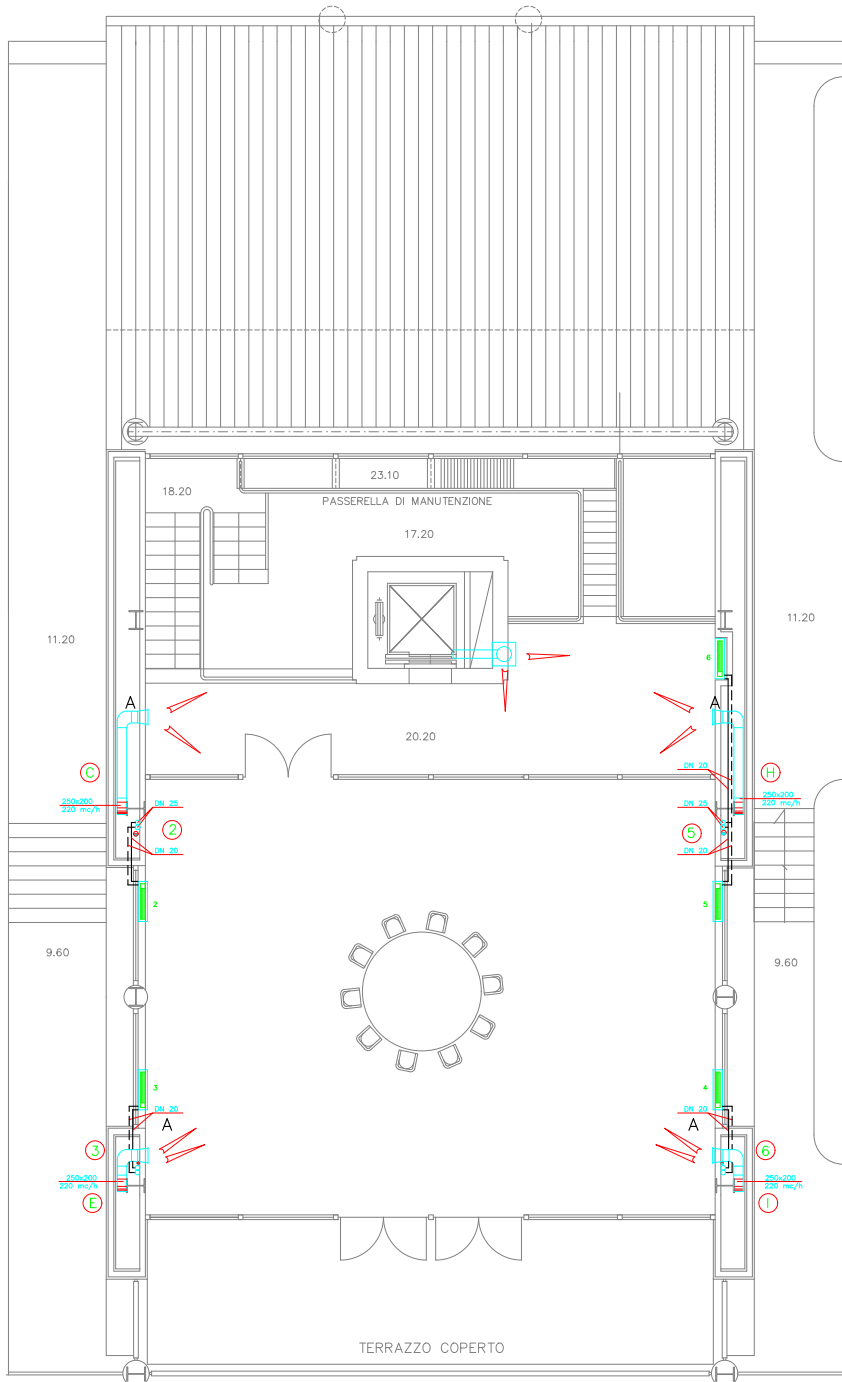 23.10
18.20
PASSERELLA DI MANUTENZIONE
17.20
11.20
11.20
6
A
A
20.20
DN 20
C
H
250x200
220 mc/h
250x200
220 mc/h
DN 25
DN 25
2
5
DN 20
DN 20
2
5
9.60
9.60
3
4
DN 20
DN 20
A
A
3
6
250x200
220 mc/h
250x200
220 mc/h
E
I
TERRAZZO COPERTO